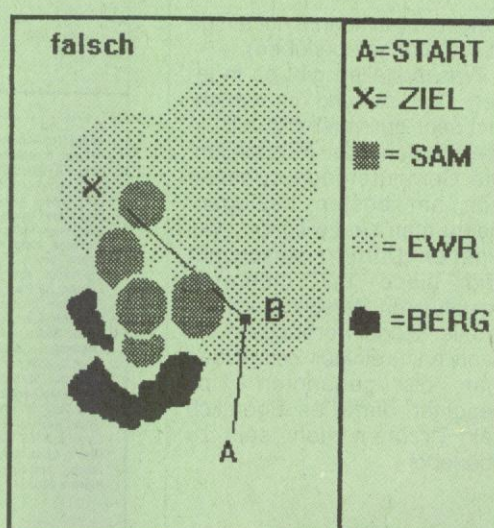 falsch
X
B
A
A=START
X= ZIEL
= SAM
= EWR
=BERG